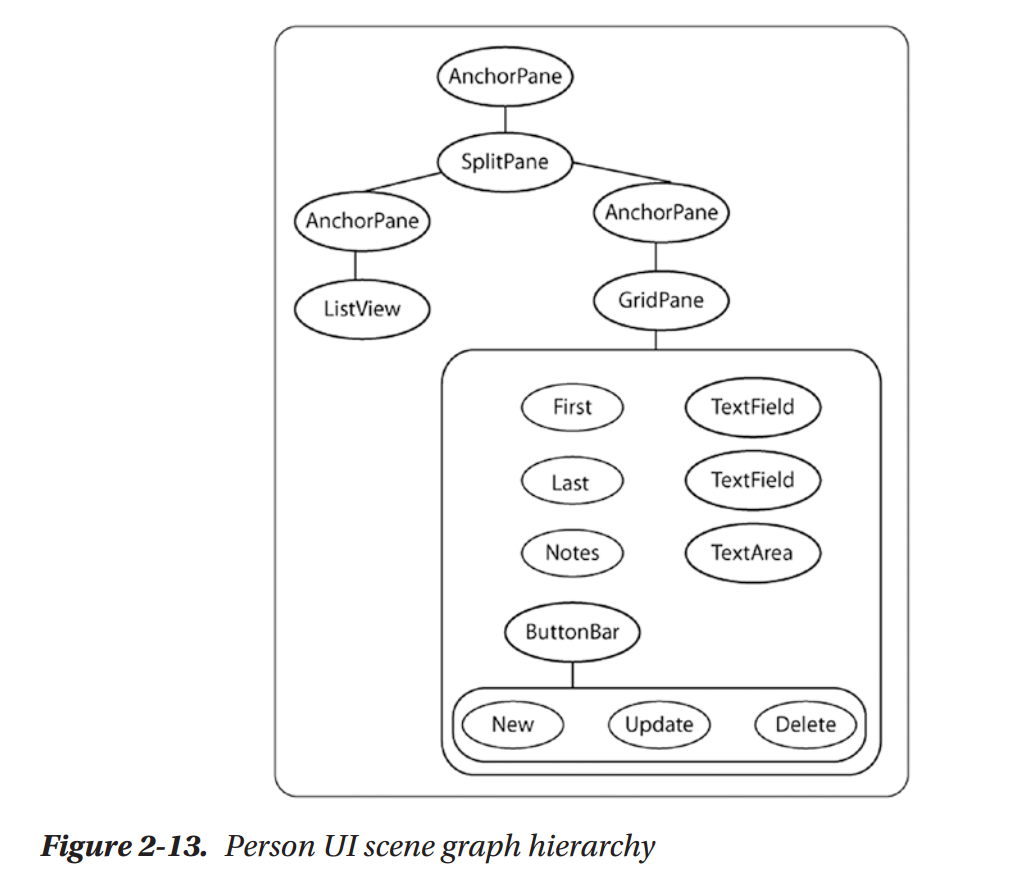 AnchorPane
SplitPane
AnchorPane
AnchorPane
ListView
GridPane
First
TextField
Last
TextField
Notes
TextArea
ButtonBar
New
Update
Delete
Figure 2-13. Person UI scene graph hierarchy